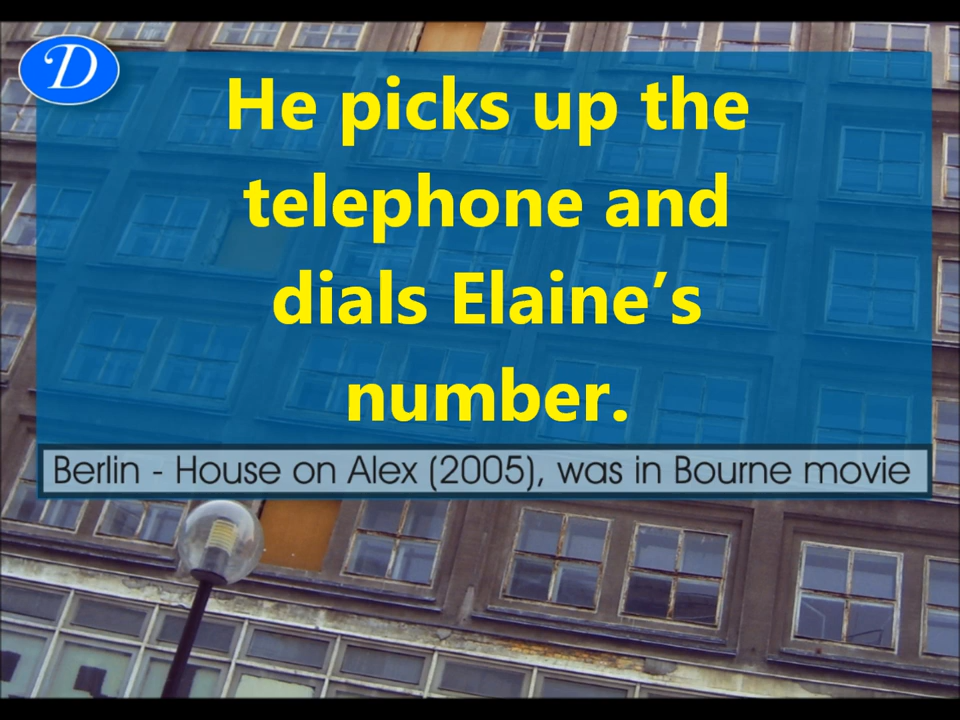 D
He picks up the
telephone and
dials Elaine’s
number.
Berlin - House on Alex (2005), was in Bourne movie